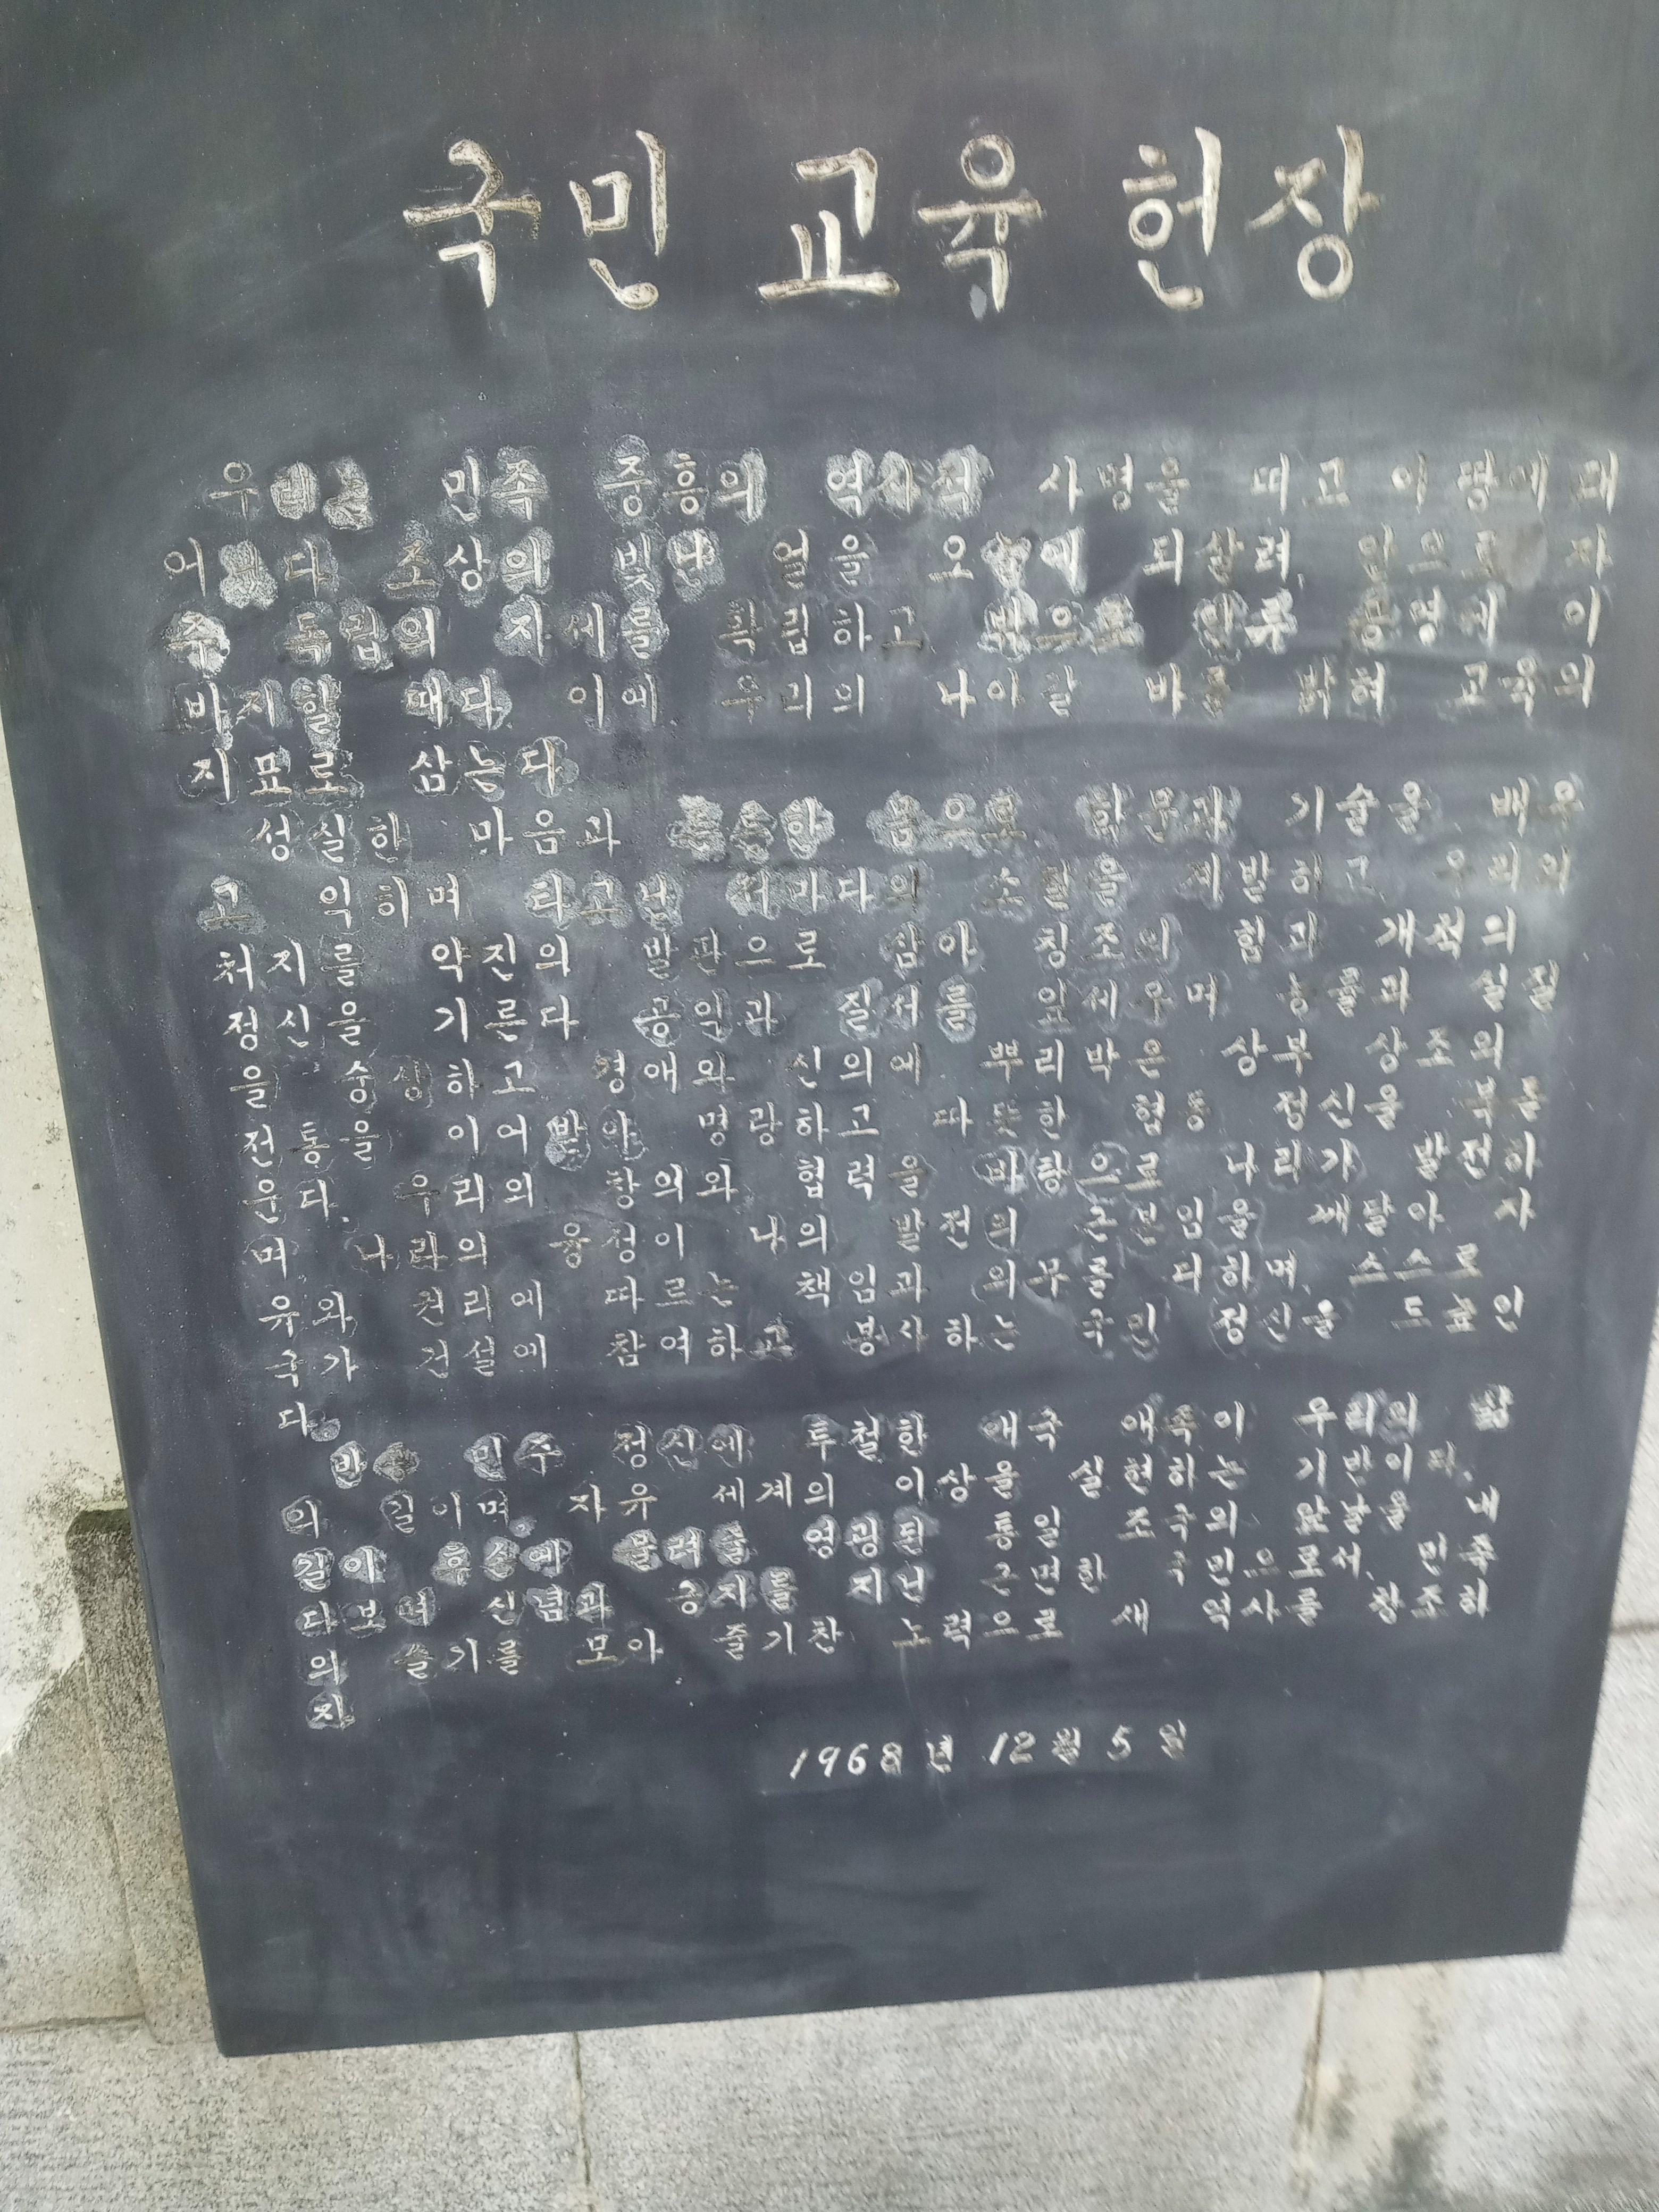 국민 교육 헌장
우리는 민족 중흥의 역사적 사명을 띠고 이 땅에 태
어났다 조상의 빛난 얼을 오늘에 되살려, 안으로 자
주 독립의 자세를 확립하고 밖으로 인류 공영에 이
바지할 때다 이에 우리의 나아갈 바를 밝혀 교육의
지표로 삼는다
성실한 마음과 튼튼한 몸으로 학문과 기술을 배우
고 익히며 타고난 저마다의 소질을 계발하고 우리의
처지를 약진의 발판으로 삼아 창조의 힘과 개척의
정신을 기른다 공익과 질서를 앞세우며 능률과 실질
을 숭상하고 경애와 신의에 뿌리박은 상부 상조의
전통을 이어받아 명랑하고 따뜻한 협동 정신을 북돋
운다. 우리의 창의와 협력을 바탕으로 나라가 발전하
며 나라의 융성이 나의 발전의 근본임을 깨달아 자
유와 권리에 따르는 책임과 의무를 다하며 스스로
국가 건설에 참여하고 봉사하는 국민 정신을 드높인
다.
반공 민주 정신에 투철한 애국 애족이 우리의 삶
의 길이며 자유 세계의 이상을 실현하는 기반이다.
길이 후손에 물려줄 영광된 통일 조국의 앞날을 내
다보며 신념과 긍지를 지닌 근면한 국민으로서, 민족
의 슬기를 모아 줄기찬 노력으로 새 역사를 창조하
자
1968년 12월 5일